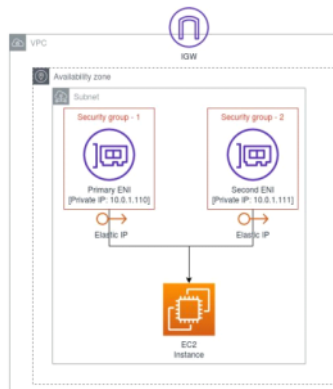 IGW
VPC
Availability zone
Subnet
Security group - 1
Security group - 2
Primary ENI
[Private IP: 10.0.1.110]
Second ENI
[Private IP: 10.0.1.111]
Elastic IP
Elastic IP
EC2
Instance